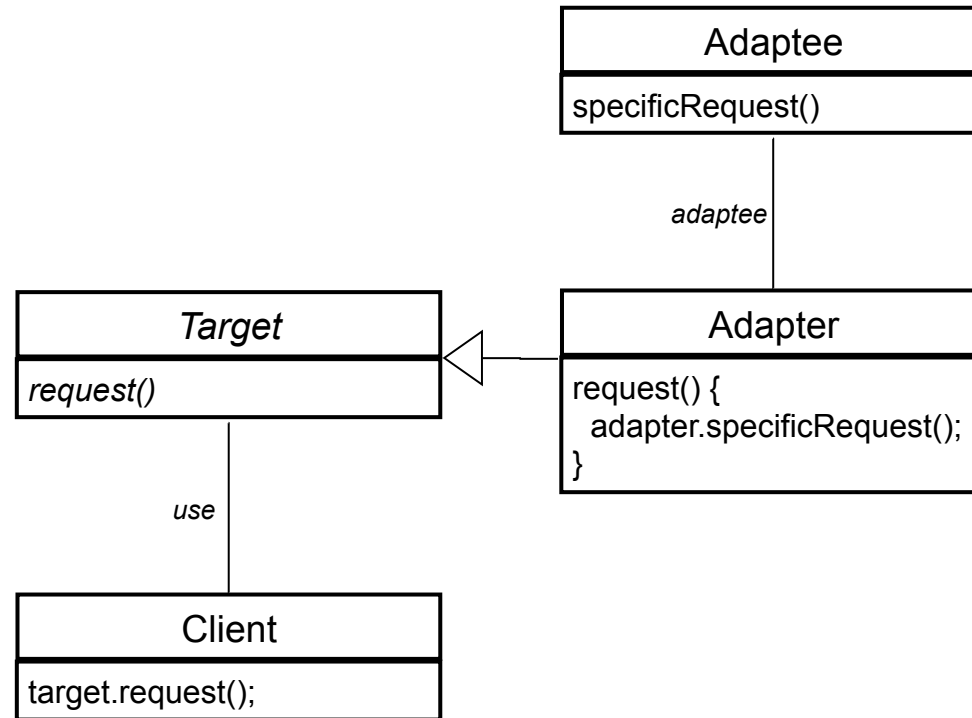 Adaptee
specificRequest()
adaptee
Target
request()
Adapter
request() {
adapter.specificRequest();
}
use
Client
target.request();